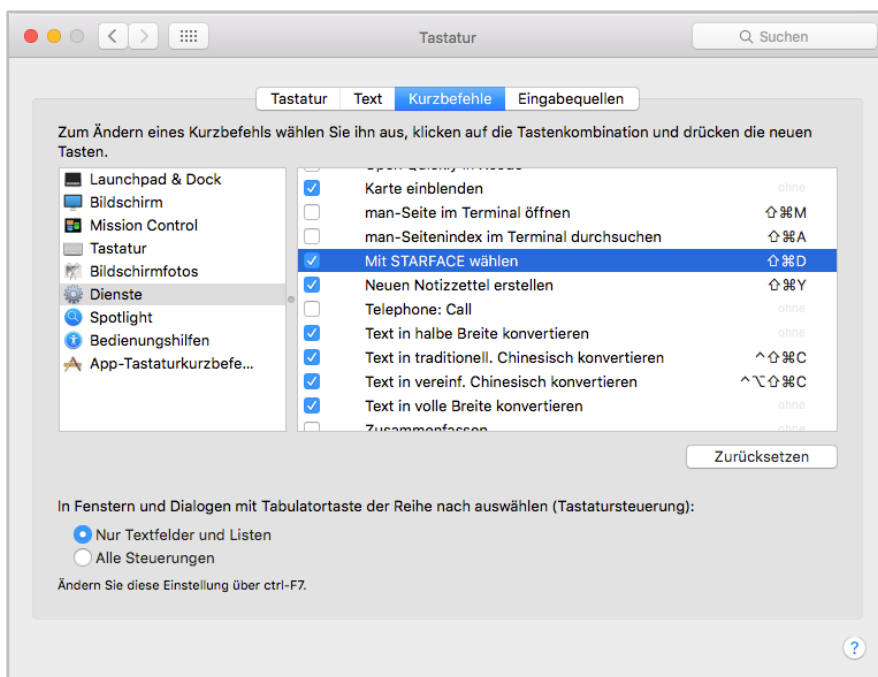 Tastatur
Suchen
Tastatur Text Kurzbefehle Eingabequellen
Zum Ändern eines Kurzbefehls wählen Sie ihn aus, klicken auf die Tastenkombination und drücken die neuen
Tasten.
Launchpad & Dock
Bildschirm
Mission Control
Tastatur
Bildschirmfotos
Dienste
Spotlight
Bedienungshilfen
App-Tastaturkurzbefe...
Karte einblenden ohne
man-Seite im Terminal öffnen ⇧⌘M
man-Seitenindex im Terminal durchsuchen ⇧⌘A
Mit STARFACE wählen ⇧⌘D
Neuen Notizzettel erstellen ⇧⌘Y
Telephone: Call ohne
Text in halbe Breite konvertieren ohne
Text in traditionell. Chinesisch konvertieren ^⇧⌘C
Text in vereinf. Chinesisch konvertieren ^⌥⇧⌘C
Text in volle Breite konvertieren ohne
Zusammenfassen ohne
Zurücksetzen
In Fenstern und Dialogen mit Tabulatortaste der Reihe nach auswählen (Tastatursteuerung):
Nur Textfelder und Listen
Alle Steuerungen
Ändern Sie diese Einstellung über ctrl-F7.
?